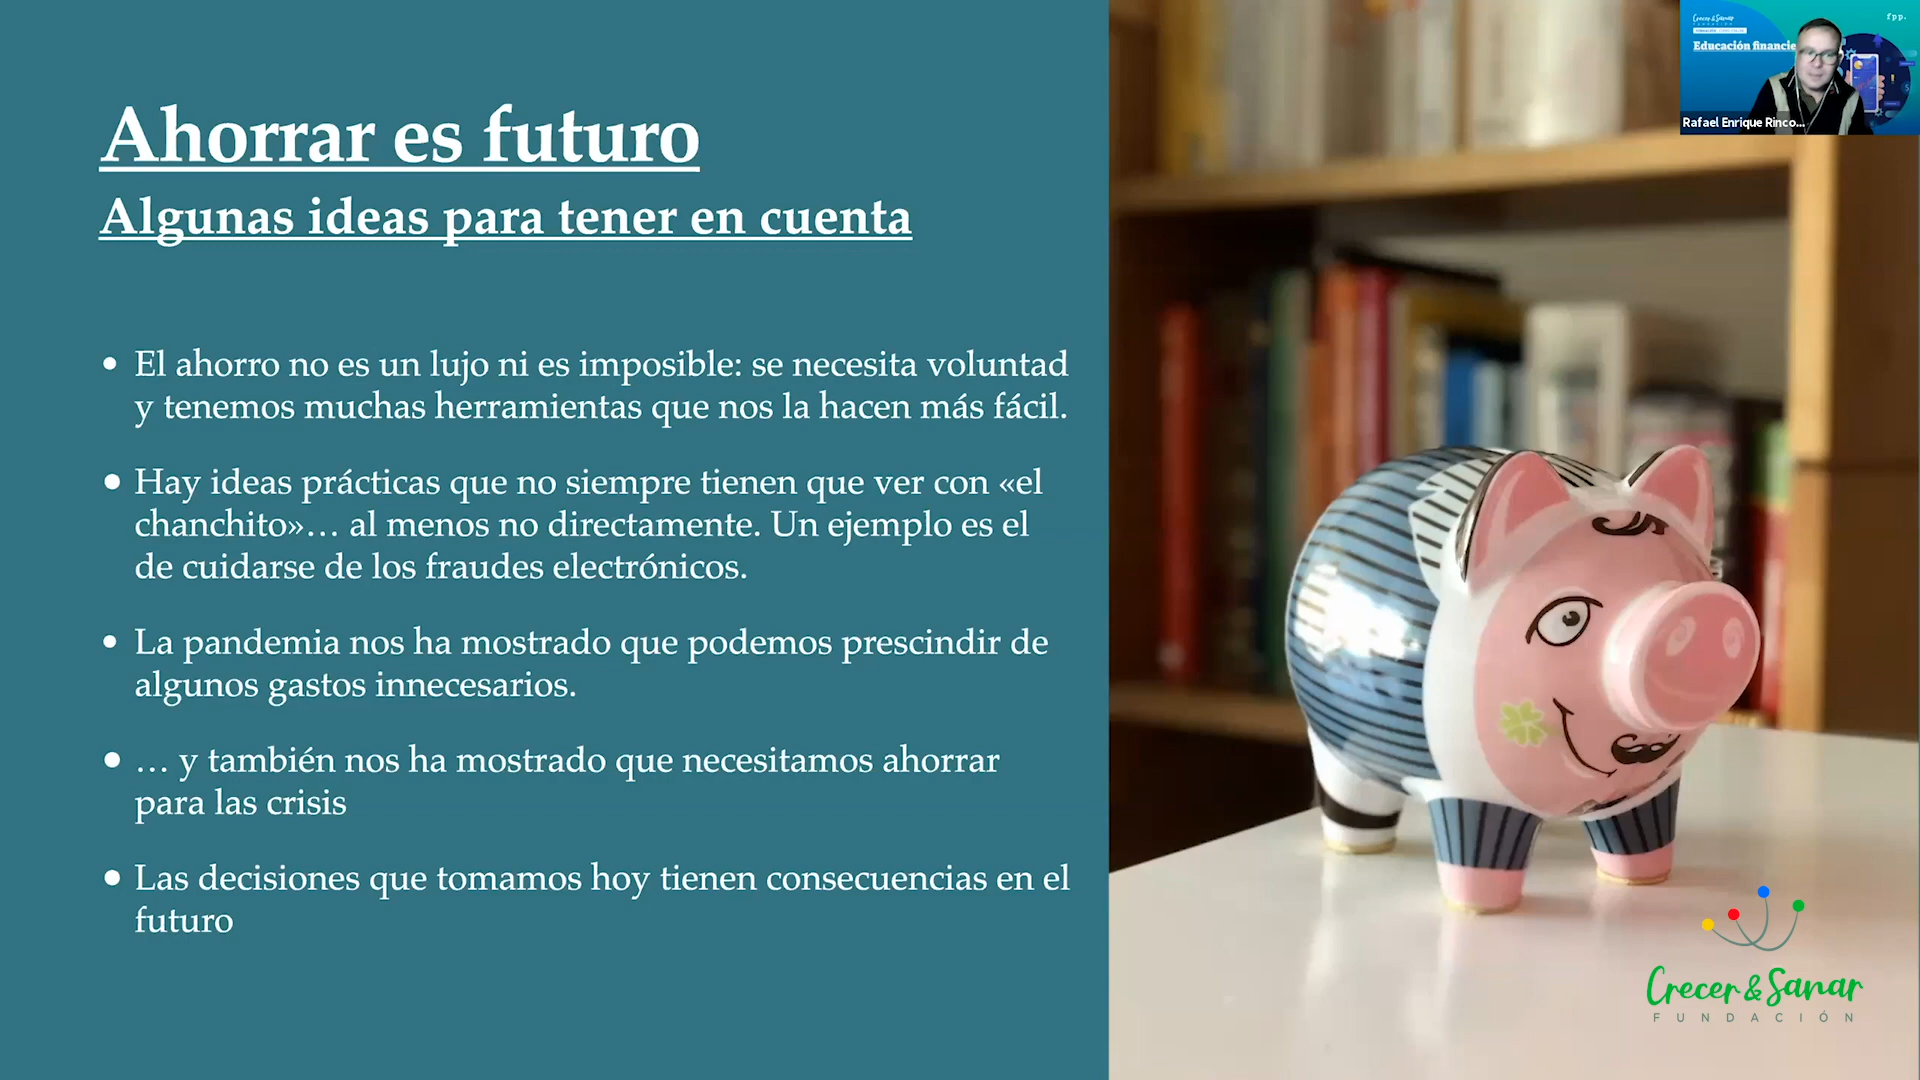 Ahorrar es futuro
Algunas ideas para tener en cuenta
• El ahorro no es un lujo ni es imposible: se necesita voluntad
y tenemos muchas herramientas que nos la hacen más fácil.
• Hay ideas prácticas que no siempre tienen que ver con «el
chanchito»… al menos no directamente. Un ejemplo es el
de cuidarse de los fraudes electrónicos.
• La pandemia nos ha mostrado que podemos prescindir de
algunos gastos innecesarios.
• … y también nos ha mostrado que necesitamos ahorrar
para las crisis
• Las decisiones que tomamos hoy tienen consecuencias en el
futuro
Crecer & Sanar
fpp.
Educación financie
Rafael Enrique Rinco...
Crecer & Sanar
FUNDACIÓN